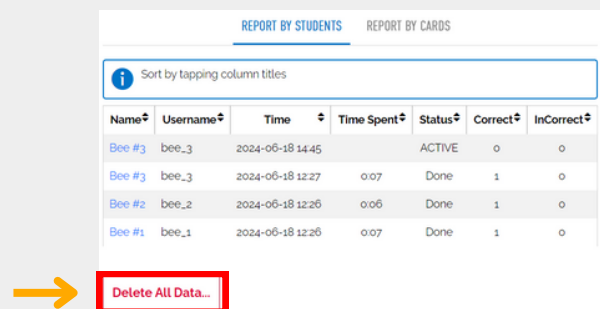 REPORT BY STUDENTS REPORT BY CARDS
i Sort by tapping column titles
Name Username Time Time Spent Status Correct InCorrect
Bee #3 bee_3 2024-06-18 14:45 ACTIVE 0 0
Bee #3 bee_3 2024-06-18 12:27 0:07 Done 1 0
Bee #2 bee_2 2024-06-18 12:26 0:06 Done 1 0
Bee #1 bee_1 2024-06-18 12:26 0:07 Done 1 0
Delete All Data...